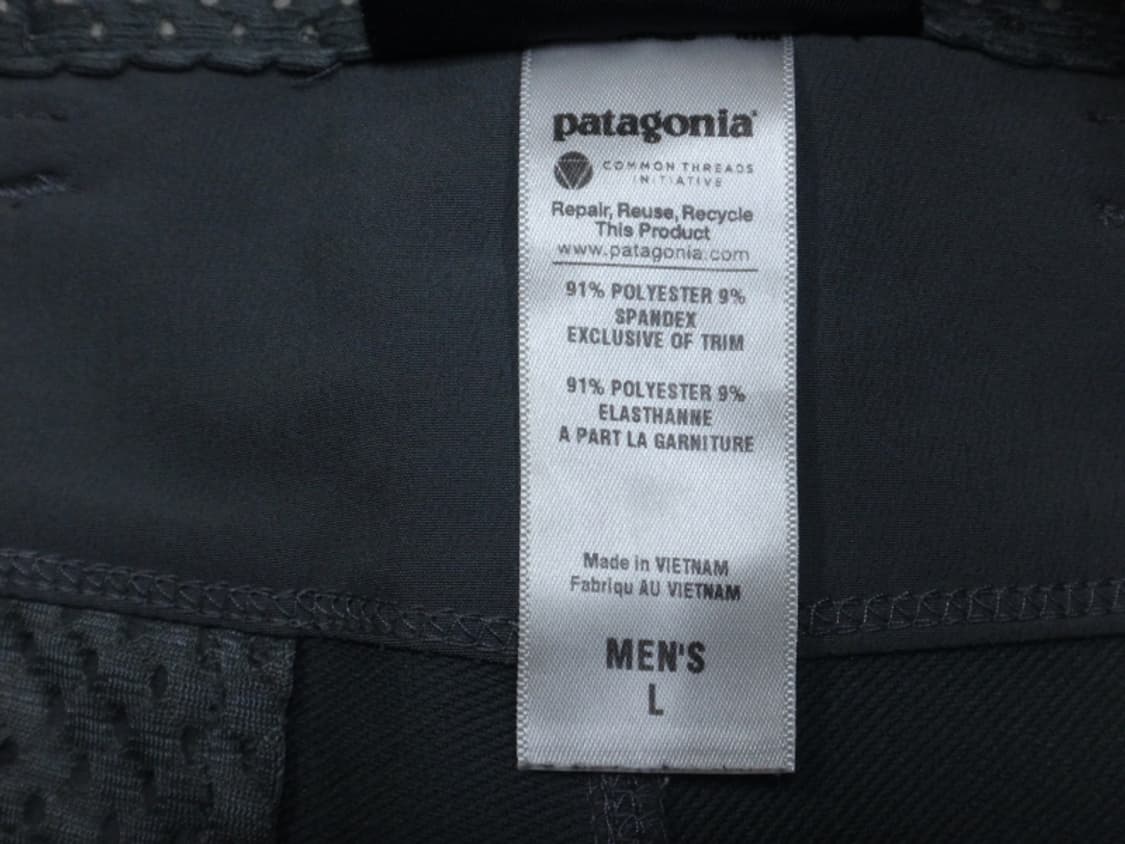 patagonia®
COMMON THREADS
INITIATIVE
Repair, Reuse, Recycle
This Product
www.patagonia.com
91% POLYESTER 9%
SPANDEX
EXCLUSIVE OF TRIM
91% POLYESTER 9%
ELASTHANNE
A PART LA GARNITURE
Made in VIETNAM
Fabriqu AU VIETNAM
MEN'S
L